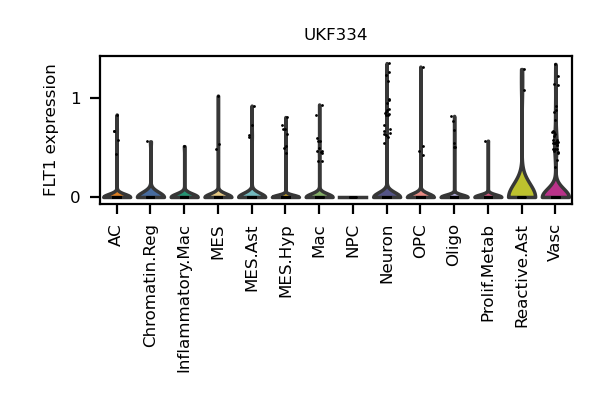 UKF334
FLT1 expression
1
0
AC
Chromatin.Reg
Inflammatory.Mac
MES
MES.Ast
MES.Hyp
Mac
NPC
Neuron
OPC
Oligo
Prolif.Metab
Reactive.Ast
Vasc